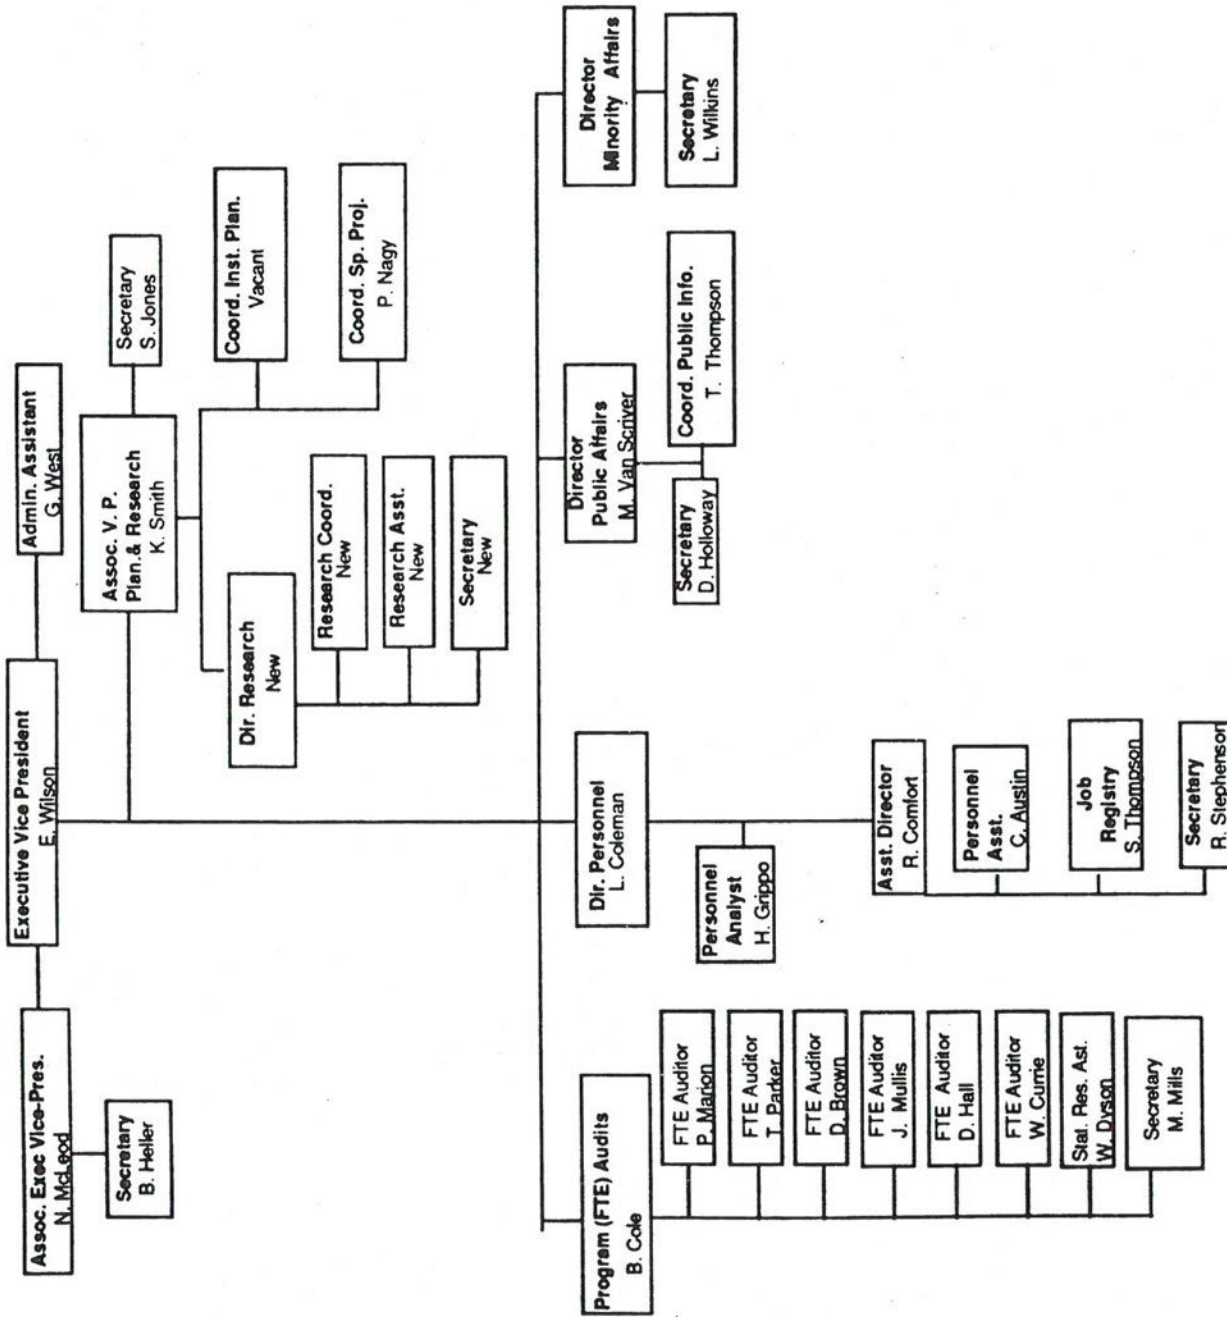 Executive Vice President
E. Wilson
Assoc. Exec Vice-Pres.
N. McLeod
Secretary
B. Heller
Admin. Assistant
G. West
Assoc. V. P.
Plan.& Research
K. Smith
Secretary
S. Jones
Dir. Research
New
Research Coord.
New
Research Asst.
New
Secretary
New
Coord. Inst. Plan.
Vacant
Coord. Sp. Proj.
P. Nagy
Program (FTE) Audits
B. Cole
FTE Auditor
P. Marion
FTE Auditor
T. Parker
FTE Auditor
D. Brown
FTE Auditor
J. Mullis
FTE Auditor
D. Hall
FTE Auditor
W. Currie
Stat. Res. Ast.
W. Dyson
Secretary
M. Mills
Dir. Personnel
L. Coleman
Personnel
Analyst
H. Grippo
Asst. Director
R. Comfort
Personnel
Asst.
C. Austin
Job
Registry
S. Thompson
Secretary
R. Stephenson
Director
Public Affairs
M. Van Scriver
Secretary
D. Holloway
Coord. Public Info.
T. Thompson
Director
Minority Affairs
Secretary
L. Wilkins